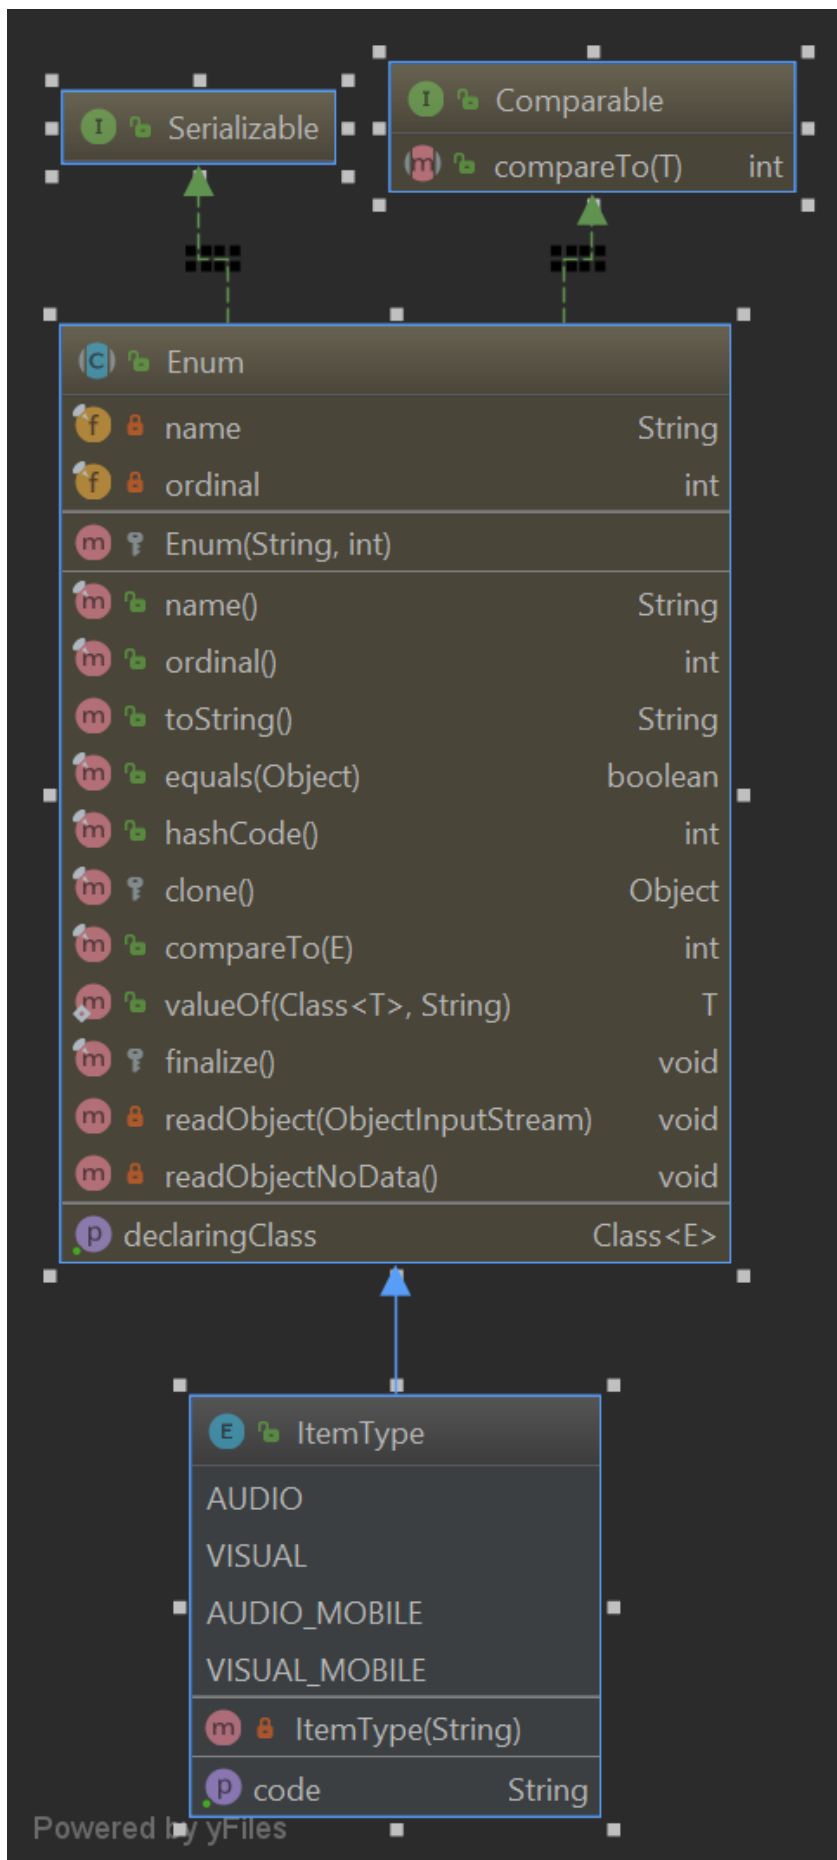 Serializable
Comparable
compareTo(T) int
Enum
name String
ordinal int
Enum(String, int)
name() String
ordinal() int
toString() String
equals(Object) boolean
hashCode() int
clone() Object
compareTo(E) int
valueOf(Class<T>, String) T
finalize() void
readObject(ObjectInputStream) void
readObjectNoData() void
declaringClass Class<E>
ItemType
AUDIO
VISUAL
AUDIO_MOBILE
VISUAL_MOBILE
ItemType(String)
code String
Powered by yFiles